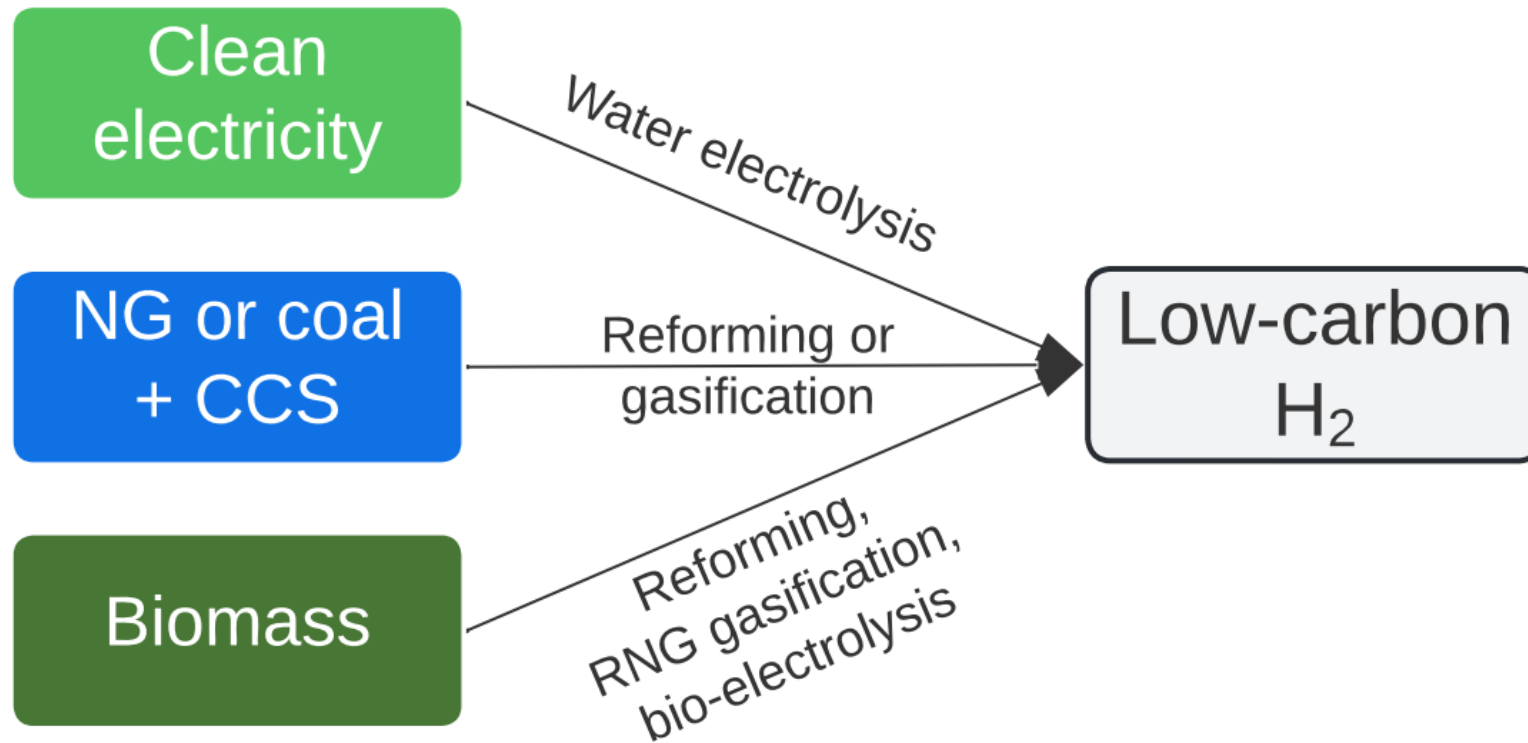 Clean
electricity
Water electrolysis
NG or coal
+ CCS
Reforming or
gasification
Low-carbon
H₂
Biomass
Reforming,
RNG gasification,
bio-electrolysis